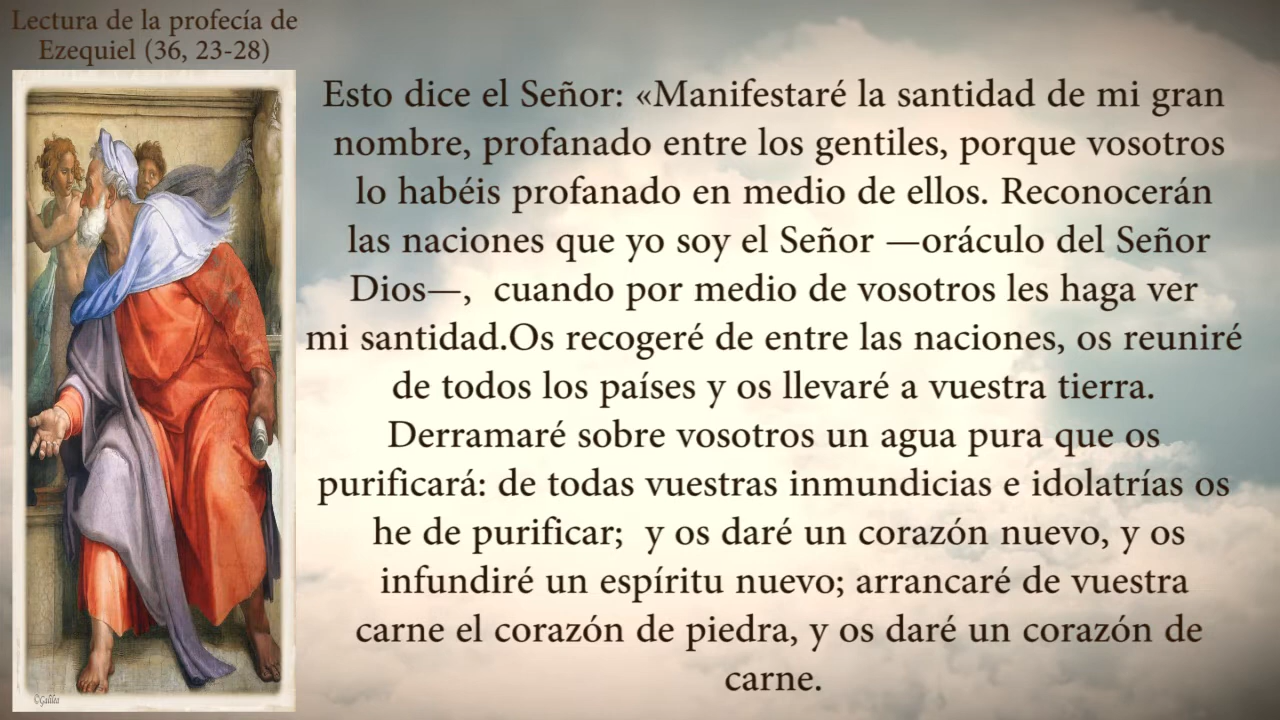 Lectura de la profecía de
Ezequiel (36, 23-28)
Esto dice el Señor: «Manifestaré la santidad de mi gran
nombre, profanado entre los gentiles, porque vosotros
lo habéis profanado en medio de ellos. Reconocerán
las naciones que yo soy el Señor —oráculo del Señor
Dios—, cuando por medio de vosotros les haga ver
mi santidad.Os recogeré de entre las naciones, os reuniré
de todos los países y os llevaré a vuestra tierra.
Derramaré sobre vosotros un agua pura que os
purificará: de todas vuestras inmundicias e idolatrías os
he de purificar; y os daré un corazón nuevo, y os
infundiré un espíritu nuevo; arrancaré de vuestra
carne el corazón de piedra, y os daré un corazón de
carne.
©Galilea